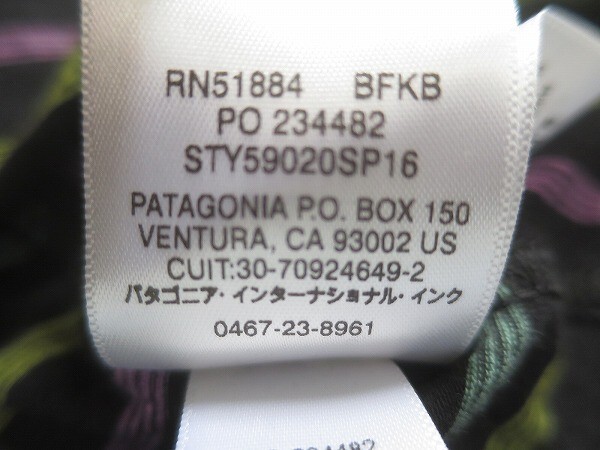 RN51884 BFKB
PO 234482
STY59020SP16
PATAGONIA P.O. BOX 150
VENTURA, CA 93002 US
CUIT:30-70924649-2
パタゴニア・インターナショナル・インク
0467-23-8961